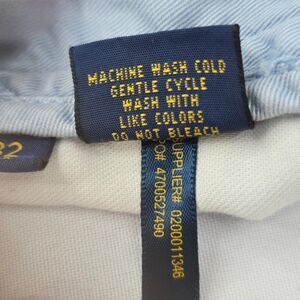 MACHINE WASH COLD
GENTLE CYCLE
WASH WITH
LIKE COLORS
DO NOT BLEACH
32
SUPPLIER# 0200011346
PO# 4700527490